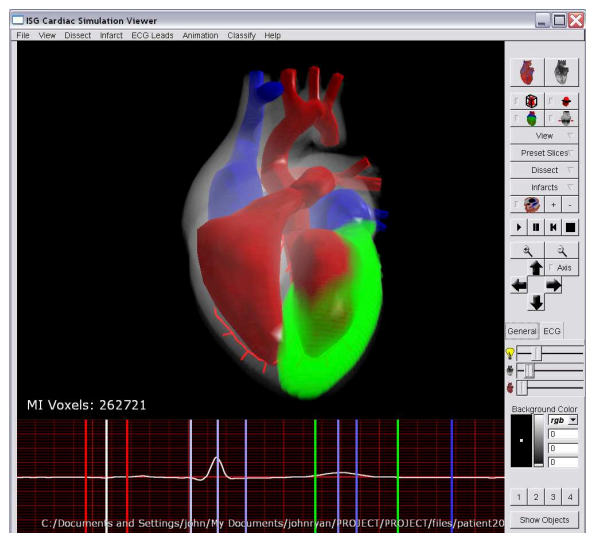 ISG Cardiac Simulation Viewer
File View Dissect Infarct ECG Leads Animation Classify Help
View
Preset Slices
Dissect
Infarcts
+ -
Axis
General ECG
MI Voxels: 262721
Background Color
rgb
0
0
0
1 2 3 4
C:/Documents and Settings/john/My Documents/johnryan/PROJECT/PROJECT/files/patient20
Show Objects